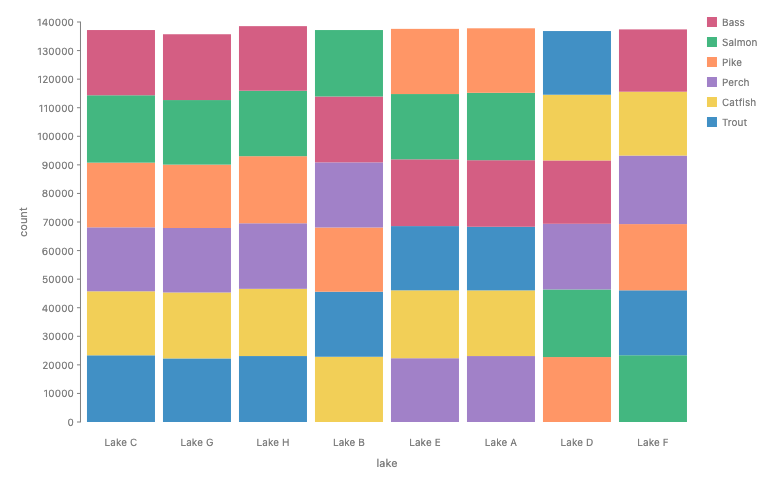 140000
130000
120000
110000
100000
90000
80000
70000
60000
50000
40000
30000
20000
10000
0
count
Lake C Lake G Lake H Lake B Lake E Lake A Lake D Lake F
lake
Bass
Salmon
Pike
Perch
Catfish
Trout